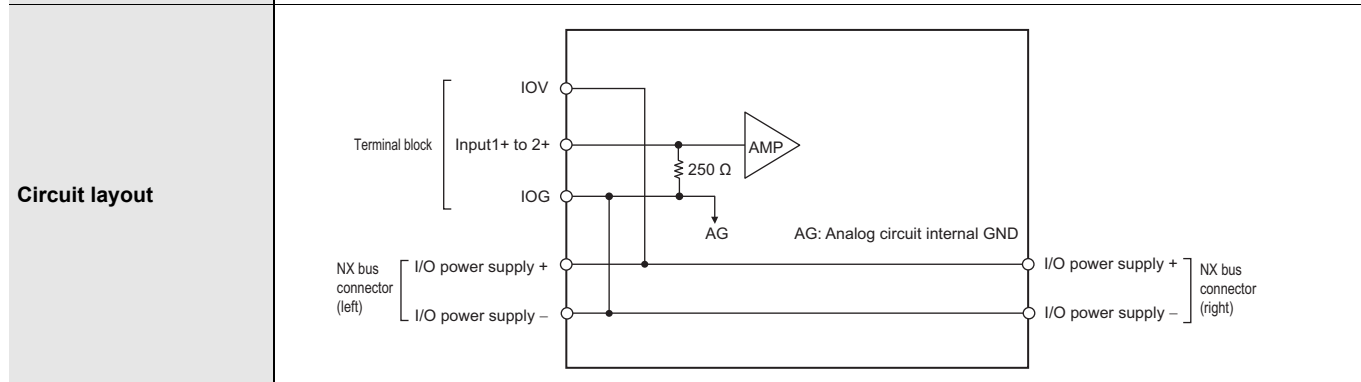 Circuit layout
IOV
Terminal block
Input1+ to 2+
AMP
250 Ω
IOG
AG
AG: Analog circuit internal GND
NX bus
connector
(left)
I/O power supply +
I/O power supply −
I/O power supply +
I/O power supply −
NX bus
connector
(right)